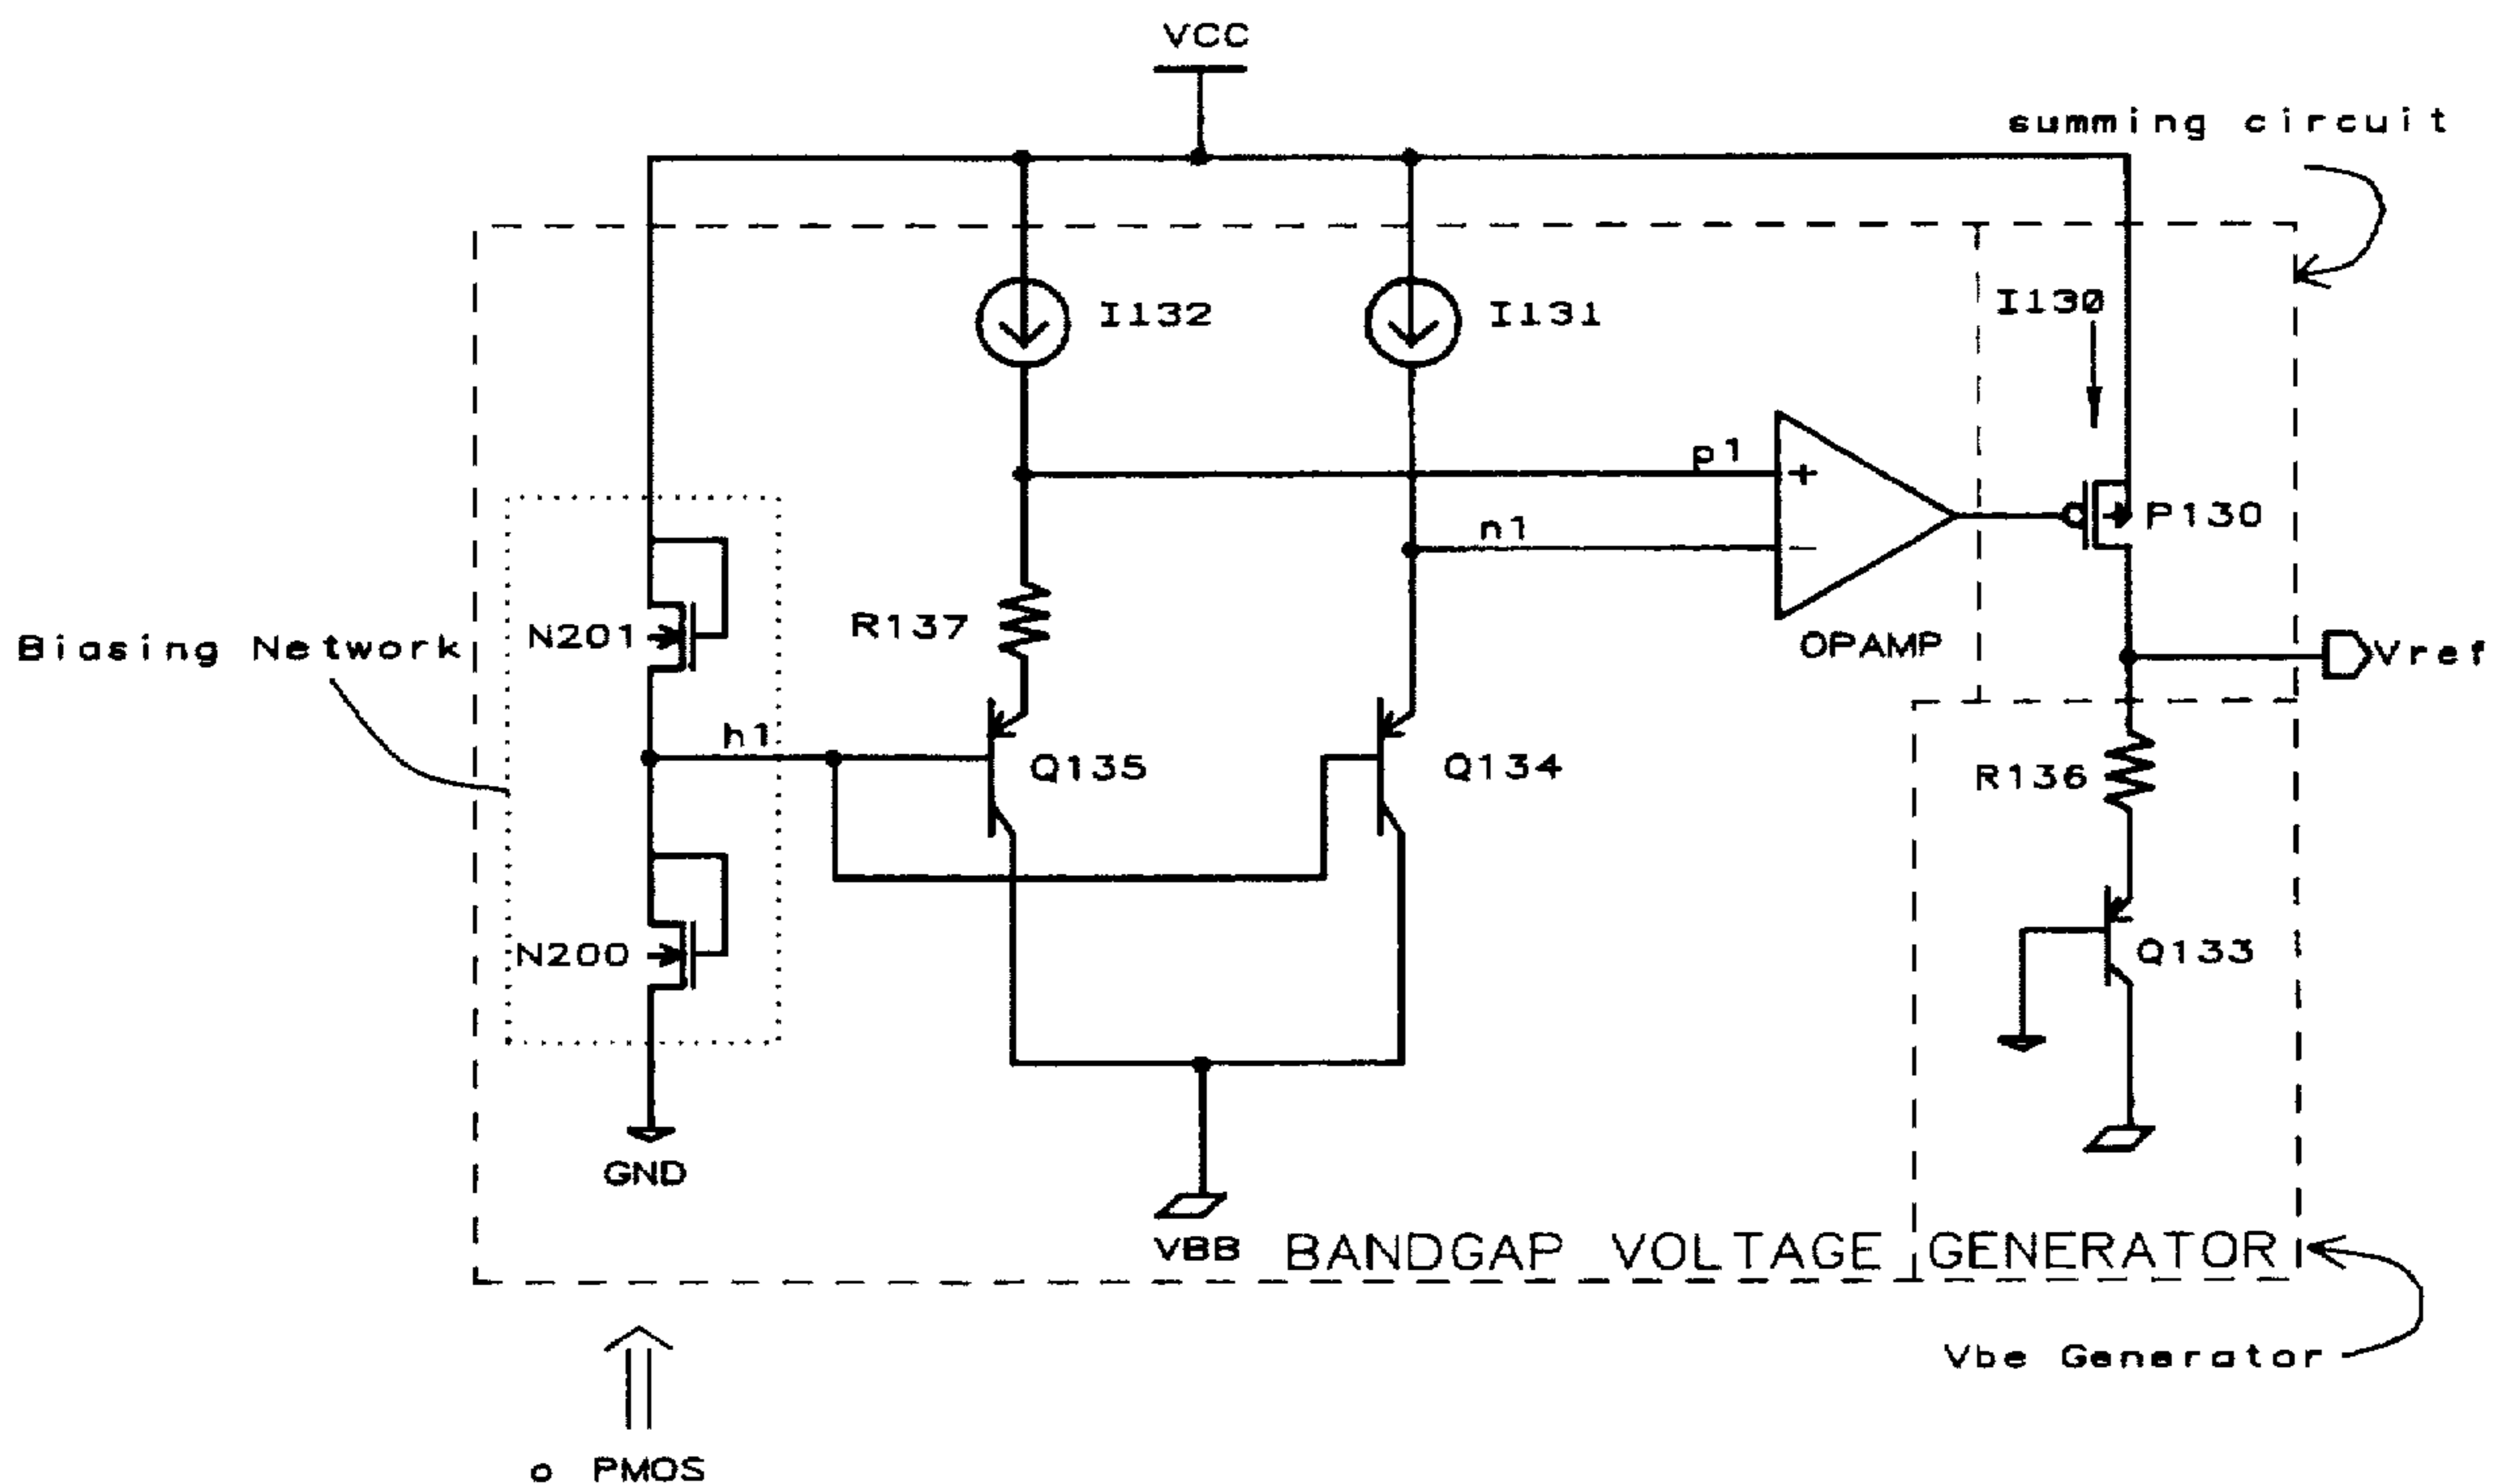 VCC
summing circuit
I132
I131
I130
p1
+
P130
n1
−
N201
R137
OPAMP
Vref
Biasing Network
h1
Q135
Q134
R136
N200
Q133
GND
VBB
BANDGAP VOLTAGE GENERATOR
Vbe Generator
o PMOS